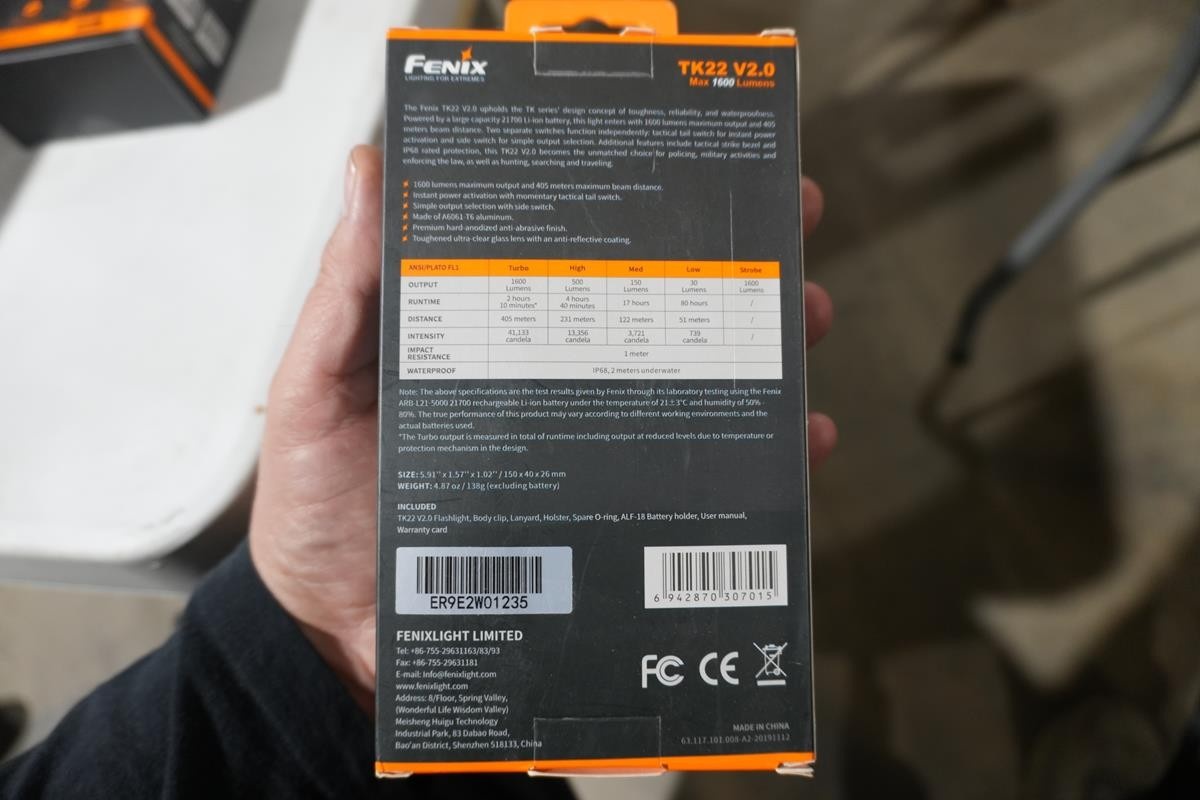 FENIX
LIGHTING FOR EXTREMES
TK22 V2.0
Max 1600 Lumens
The Fenix TK22 V2.0 upholds the TK series' design concept of toughness, reliability, and waterproofness.
Powered by a large capacity 21700 Li-ion battery, this light enters with 1600 lumens maximum output and 405
meters beam distance. Two separate switches function independently: tactical tail switch for instant power
activation and side switch for simple output selection. Additional features include tactical strike bezel and
IP68 rated protection, this TK22 V2.0 becomes the unmatched choice for policing, military activities and
enforcing the law, as well as hunting, searching and traveling.
1600 lumens maximum output and 405 meters maximum beam distance.
Instant power activation with momentary tactical tail switch.
Simple output selection with side switch.
Made of A6061-T6 aluminum.
Premium hard-anodized anti-abrasive finish.
Toughened ultra-clear glass lens with an anti-reflective coating.
ANSI/PLATO FL1 Turbo High Med Low Strobe
OUTPUT 1600 Lumens 500 Lumens 150 Lumens 30 Lumens 1600 Lumens
RUNTIME 2 hours 10 minutes* 4 hours 40 minutes 17 hours 80 hours /
DISTANCE 405 meters 231 meters 122 meters 51 meters /
INTENSITY 41,133 candela 13,356 candela 3,721 candela 739 candela /
IMPACT RESISTANCE 1 meter
WATERPROOF IP68, 2 meters underwater
Note: The above specifications are the test results given by Fenix through its laboratory testing using the Fenix
ARB-L21-5000 21700 rechargeable Li-ion battery under the temperature of 21±3°C and humidity of 50% -
80%. The true performance of this product may vary according to different working environments and the
actual batteries used.
*The Turbo output is measured in total of runtime including output at reduced levels due to temperature or
protection mechanism in the design.
SIZE: 5.91'' x 1.57'' x 1.02'' / 150 x 40 x 26 mm
WEIGHT: 4.87 oz / 138g (excluding battery)
INCLUDED
TK22 V2.0 Flashlight, Body clip, Lanyard, Holster, Spare O-ring, ALF-18 Battery holder, User manual,
Warranty card
ER9E2W01235
6 942870 307015
FENIXLIGHT LIMITED
Tel: +86-755-29631163/83/93
Fax: +86-755-29631181
E-mail: Info@fenixlight.com
www.fenixlight.com
Address: 8/Floor, Spring Valley,
(Wonderful Life Wisdom Valley)
Meisheng Huigu Technology
Industrial Park, 83 Dabao Road,
Bao'an District, Shenzhen 518133, China
FC CE
MADE IN CHINA
63.117.101.008-A2-20191112